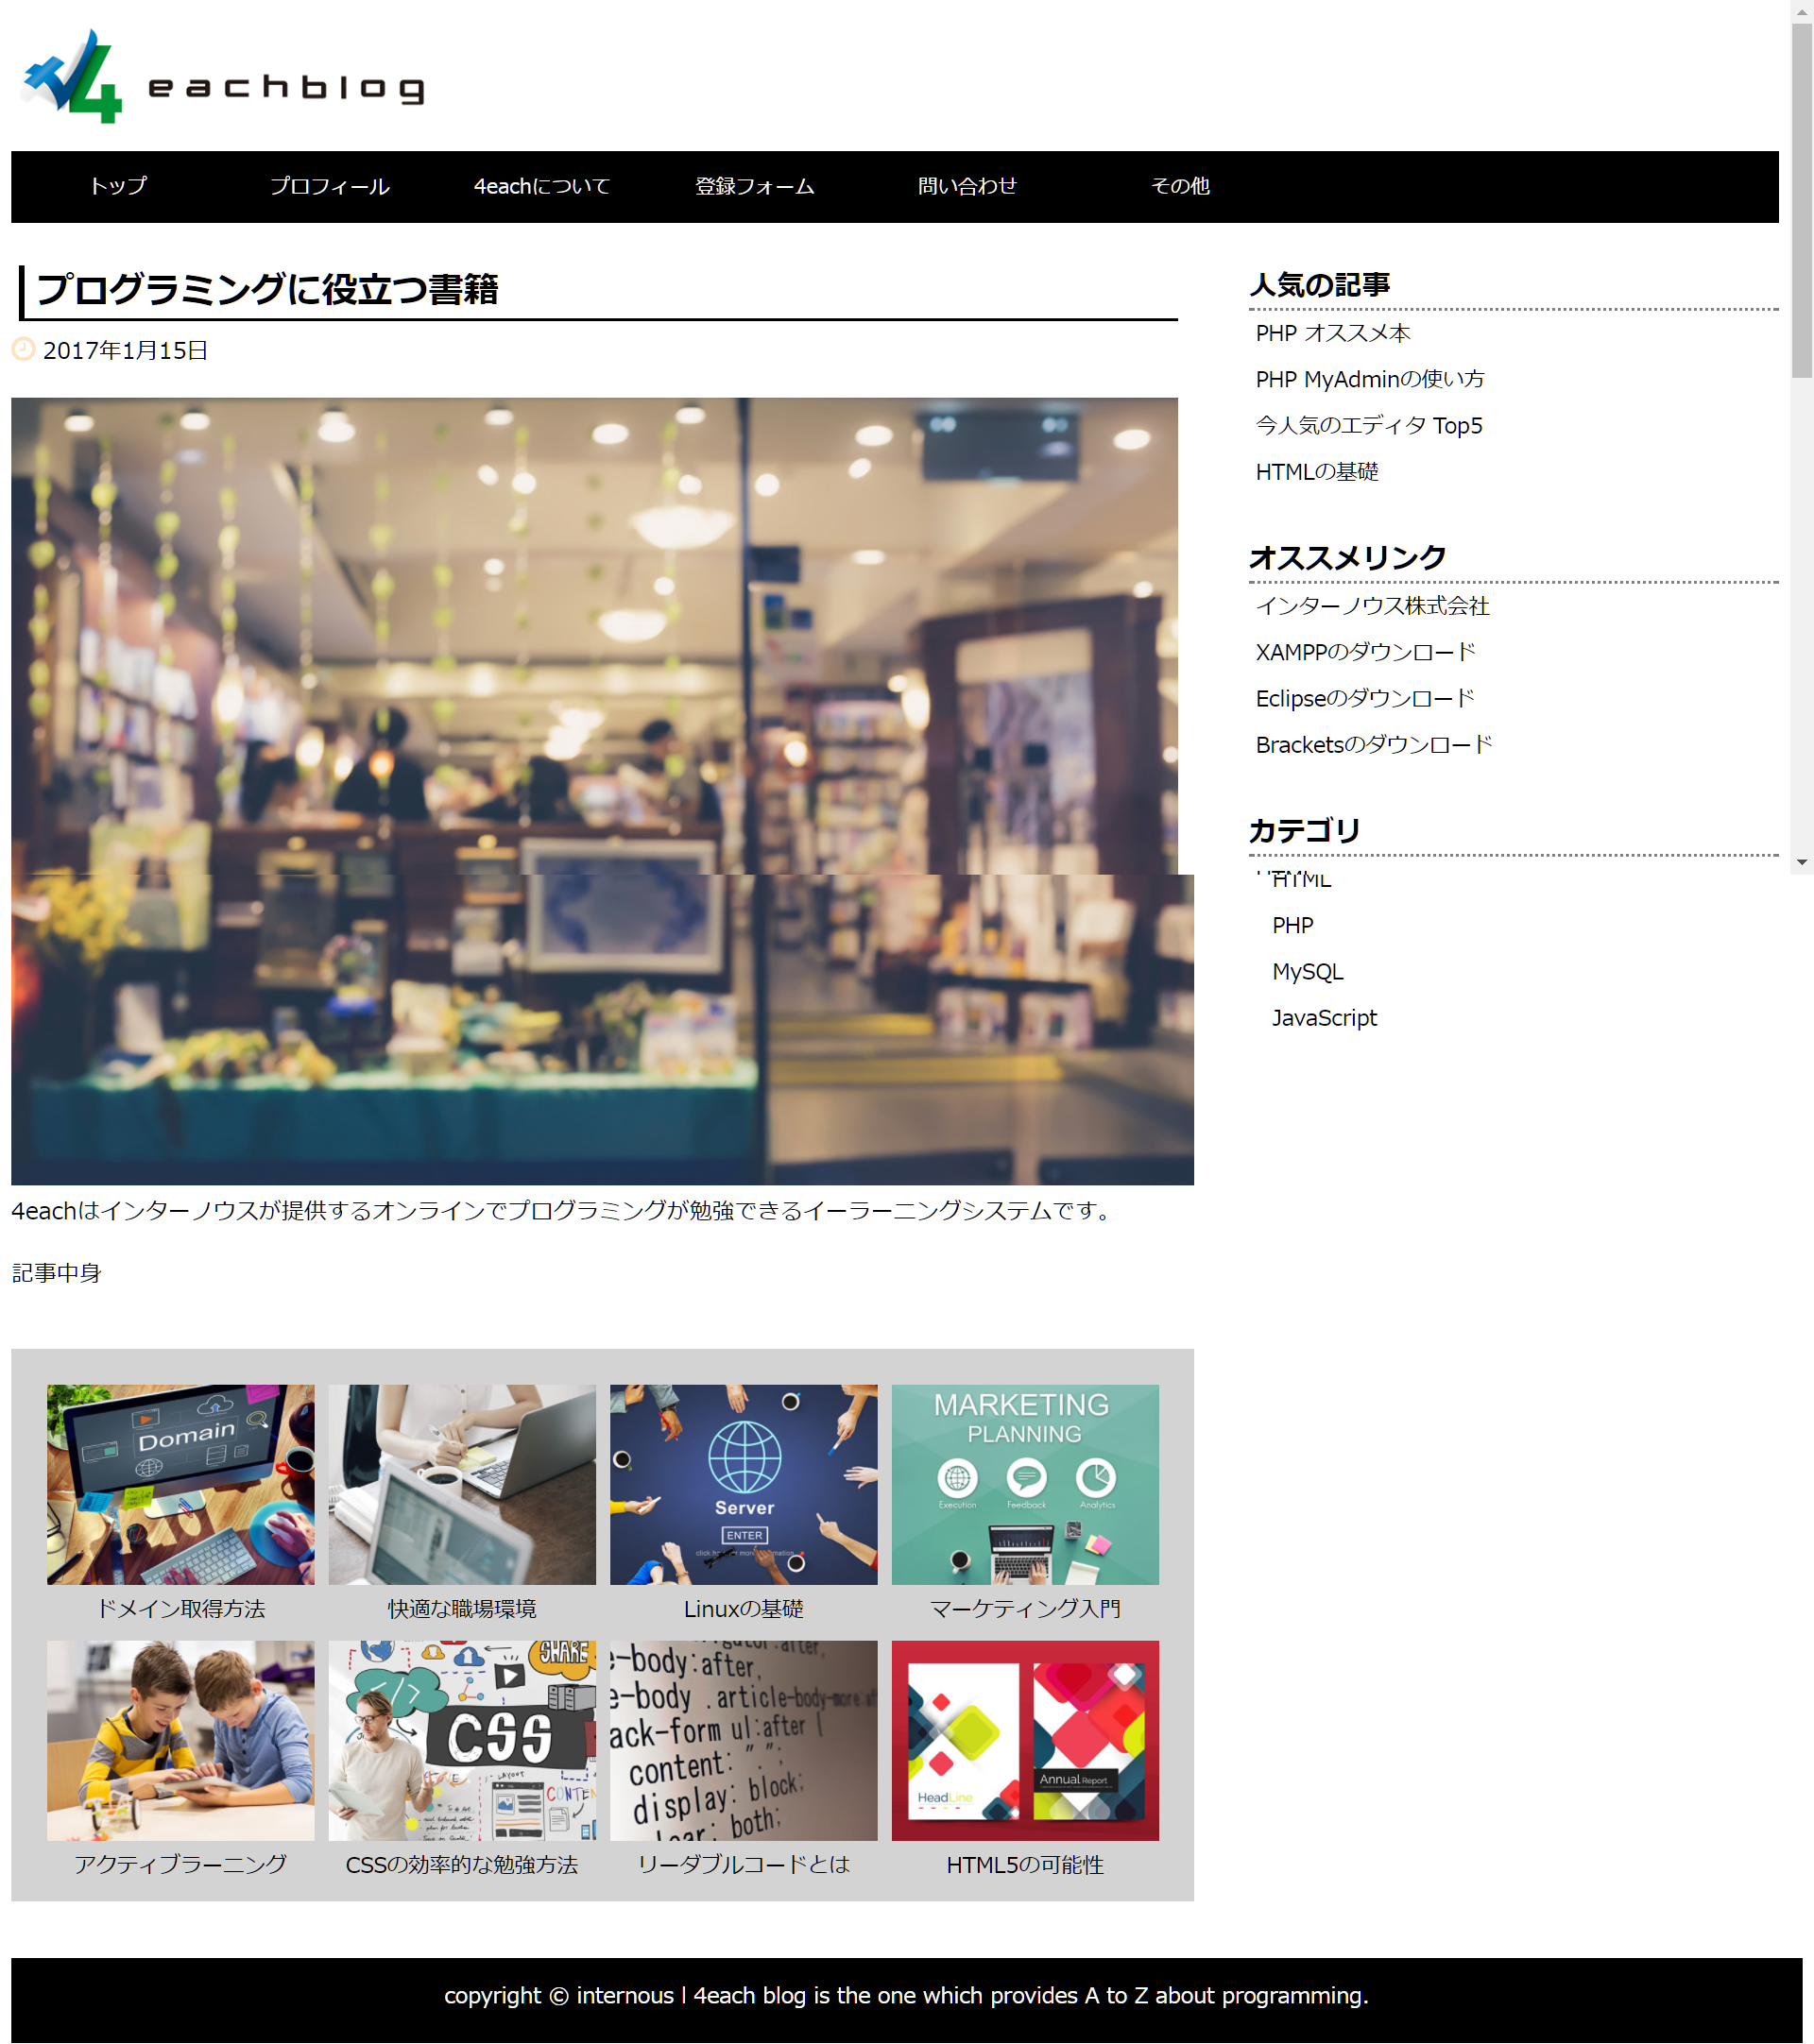 4 eachblog
トップ プロフィール 4eachについて 登録フォーム 問い合わせ その他
プログラミングに役立つ書籍
2017年1月15日
人気の記事
PHP オススメ本
PHP MyAdminの使い方
今人気のエディタ Top5
HTMLの基礎
オススメリンク
インターノウス株式会社
XAMPPのダウンロード
Eclipseのダウンロード
Bracketsのダウンロード
カテゴリ
HTML
PHP
MySQL
JavaScript
4eachはインターノウスが提供するオンラインでプログラミングが勉強できるイーラーニングシステムです。
記事中身
Domain
Server
ENTER
MARKETING
PLANNING
Execution Feedback Analytics
ドメイン取得方法 快適な職場環境 Linuxの基礎 マーケティング入門
SHARE
</>
CSS
LAYOUT
CONTEN
-body:after,
e-body .article-body-more:af
ack-form ul:after {
content: " ";
display: block;
both;
HeadLine
Annual Report
アクティブラーニング CSSの効率的な勉強方法 リーダブルコードとは HTML5の可能性
copyright © internous l 4each blog is the one which provides A to Z about programming.